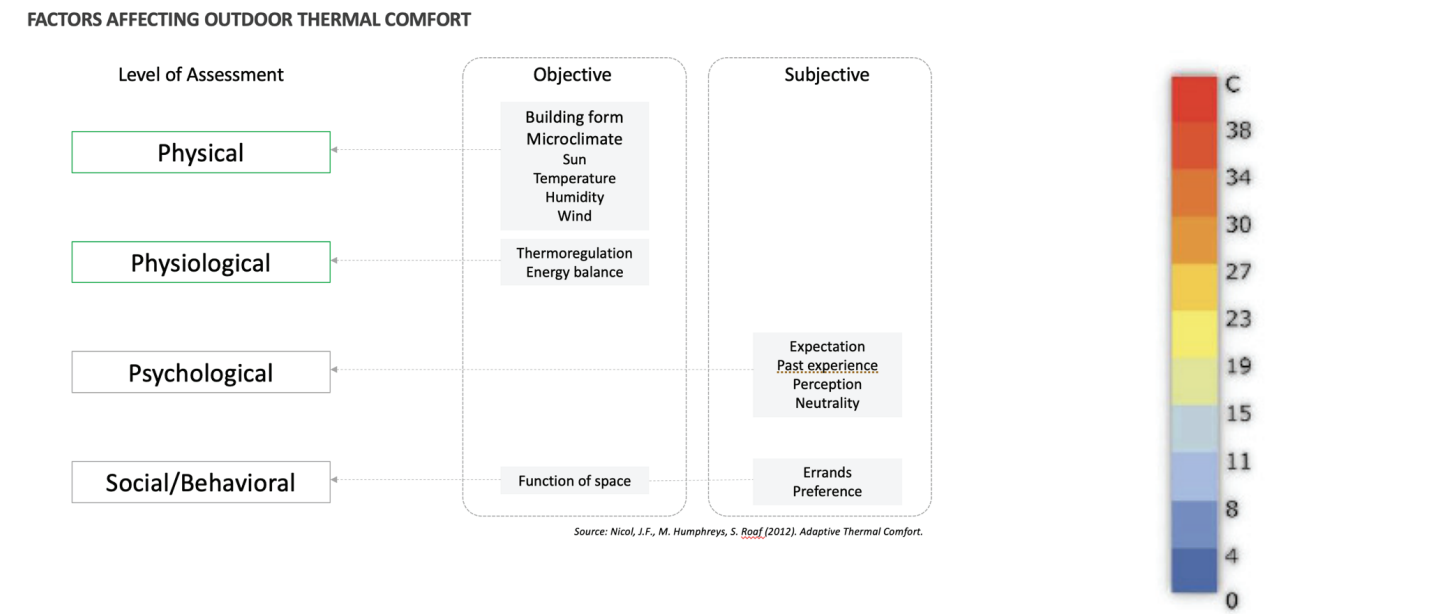 FACTORS AFFECTING OUTDOOR THERMAL COMFORT
Level of Assessment
Objective
Subjective
Physical
Building form
Microclimate
Sun
Temperature
Humidity
Wind
Physiological
Thermoregulation
Energy balance
Psychological
Expectation
Past experience
Perception
Neutrality
Social/Behavioral
Function of space
Errands
Preference
Source: Nicol, J.F., M. Humphreys, S. Roaf (2012). Adaptive Thermal Comfort.
C
38
34
30
27
23
19
15
11
8
4
0